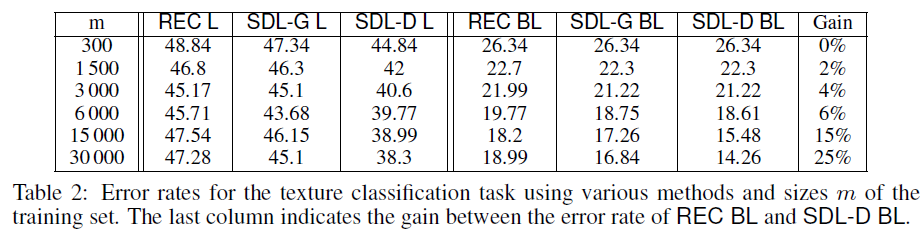 m REC L SDL-G L SDL-D L REC BL SDL-G BL SDL-D BL Gain
300 48.84 47.34 44.84 26.34 26.34 26.34 0%
1 500 46.8 46.3 42 22.7 22.3 22.3 2%
3 000 45.17 45.1 40.6 21.99 21.22 21.22 4%
6 000 45.71 43.68 39.77 19.77 18.75 18.61 6%
15 000 47.54 46.15 38.99 18.2 17.26 15.48 15%
30 000 47.28 45.1 38.3 18.99 16.84 14.26 25%
Table 2: Error rates for the texture classification task using various methods and sizes m of the
training set. The last column indicates the gain between the error rate of REC BL and SDL-D BL.